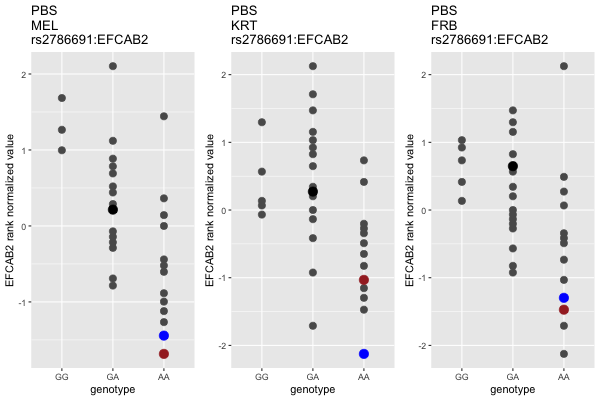 PBS
MEL
rs2786691:EFCAB2
EFCAB2 rank normalized value
2
1
0
-1
GG GA AA
genotype
PBS
KRT
rs2786691:EFCAB2
EFCAB2 rank normalized value
2
1
0
-1
-2
GG GA AA
genotype
PBS
FRB
rs2786691:EFCAB2
EFCAB2 rank normalized value
2
1
0
-1
-2
GG GA AA
genotype